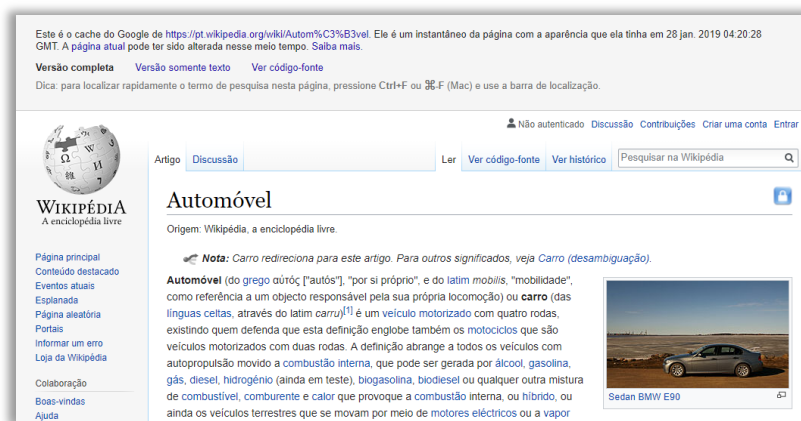 Este é o cache do Google de https://pt.wikipedia.org/wiki/Autom%C3%B3vel. Ele é um instantâneo da página com a aparência que ela tinha em 28 jan. 2019 04:20:28
GMT. A página atual pode ter sido alterada nesse meio tempo. Saiba mais.
Versão completa Versão somente texto Ver código-fonte
Dica: para localizar rapidamente o termo de pesquisa nesta página, pressione Ctrl+F ou ⌘-F (Mac) e use a barra de localização.
Não autenticado Discussão Contribuições Criar uma conta Entrar
Artigo Discussão Ler Ver código-fonte Ver histórico Pesquisar na Wikipédia
WIKIPÉDIA
A enciclopédia livre
Página principal
Conteúdo destacado
Eventos atuais
Esplanada
Página aleatória
Portais
Informar um erro
Loja da Wikipédia
Colaboração
Boas-vindas
Ajuda
Automóvel
Origem: Wikipédia, a enciclopédia livre.
Nota: Carro redireciona para este artigo. Para outros significados, veja Carro (desambiguação).
Automóvel (do grego αὐτός ["autós"], "por si próprio", e do latim mobilis, "mobilidade",
como referência a um objecto responsável pela sua própria locomoção) ou carro (das
línguas celtas, através do latim carru)[1] é um veículo motorizado com quatro rodas,
existindo quem defenda que esta definição englobe também os motociclos que são
veículos motorizados com duas rodas. A definição abrange a todos os veículos com
autopropulsão movido a combustão interna, que pode ser gerada por álcool, gasolina,
gás, diesel, hidrogénio (ainda em teste), biogasolina, biodiesel ou qualquer outra mistura
de combustível, comburente e calor que provoque a combustão interna, ou híbrido, ou
ainda os veículos terrestres que se movam por meio de motores eléctricos ou a vapor
Sedan BMW E90